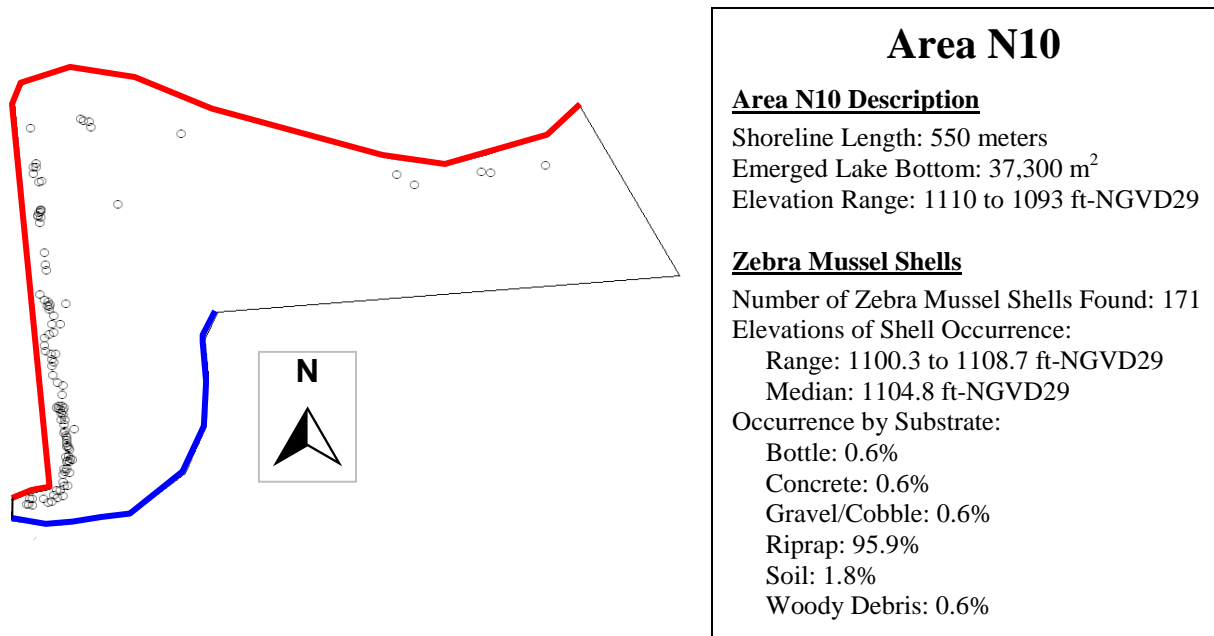 N
Area N10
Area N10 Description
Shoreline Length: 550 meters
Emerged Lake Bottom: 37,300 m²
Elevation Range: 1110 to 1093 ft-NGVD29
Zebra Mussel Shells
Number of Zebra Mussel Shells Found: 171
Elevations of Shell Occurrence:
Range: 1100.3 to 1108.7 ft-NGVD29
Median: 1104.8 ft-NGVD29
Occurrence by Substrate:
Bottle: 0.6%
Concrete: 0.6%
Gravel/Cobble: 0.6%
Riprap: 95.9%
Soil: 1.8%
Woody Debris: 0.6%